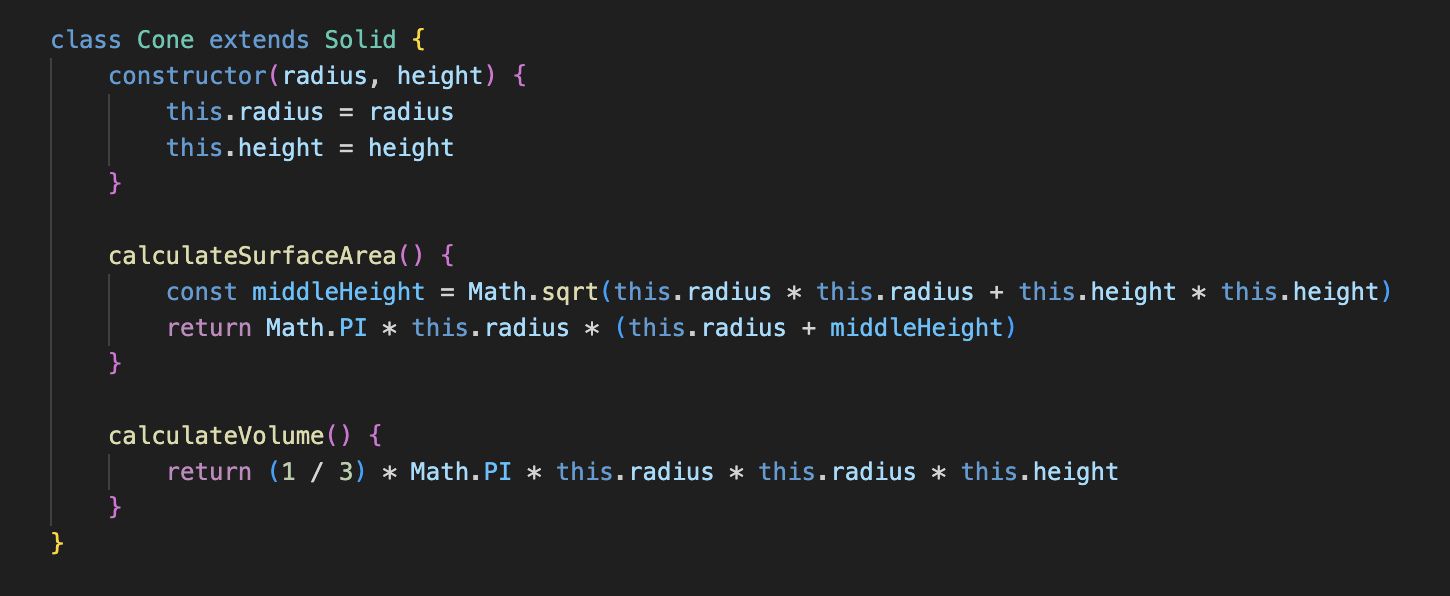 class Cone extends Solid {
    constructor(radius, height) {
        this.radius = radius
        this.height = height
    }

    calculateSurfaceArea() {
        const middleHeight = Math.sqrt(this.radius * this.radius + this.height * this.height)
        return Math.PI * this.radius * (this.radius + middleHeight)
    }

    calculateVolume() {
        return (1 / 3) * Math.PI * this.radius * this.radius * this.height
    }
}